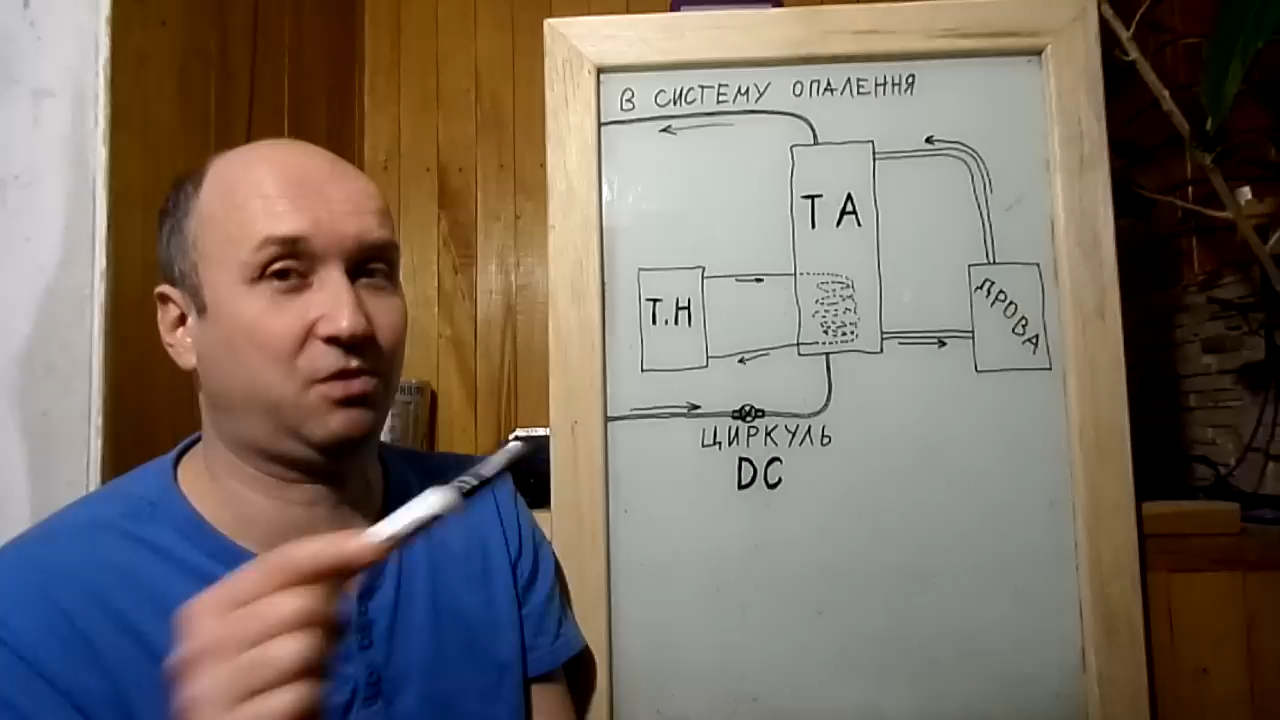 В СИСТЕМУ ОПАЛЕННЯ
ТА
Т.Н
ДРОВА
ЦИРКУЛЬ
DC